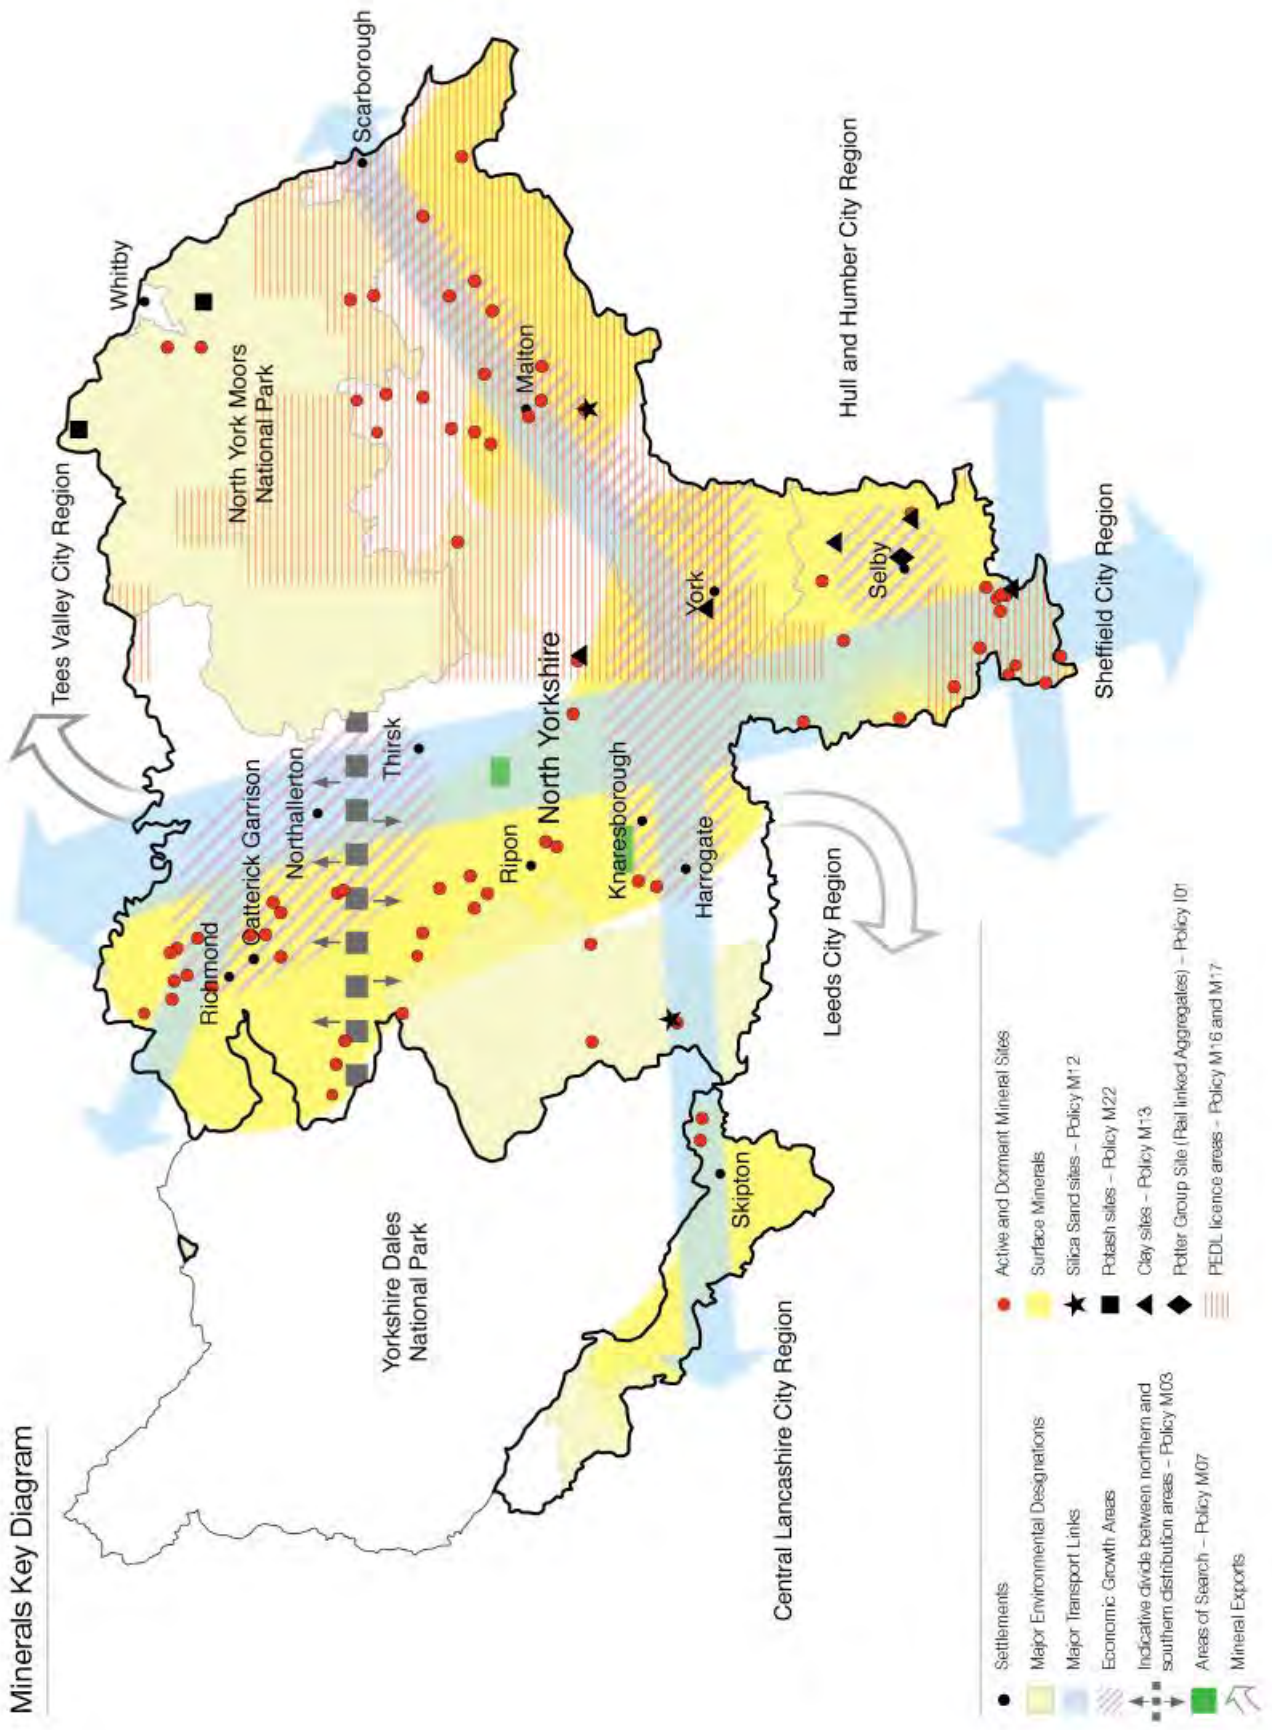 Minerals Key Diagram
Tees Valley City Region
Whitby
Scarborough
North York Moors
National Park
Richmond
Catterick Garrison
Northallerton
Thirsk
Malton
Yorkshire Dales
National Park
Ripon
North Yorkshire
Knaresborough
Harrogate
York
Skipton
Selby
Leeds City Region
Hull and Humber City Region
Central Lancashire City Region
Sheffield City Region
Settlements
Major Environmental Designations
Major Transport Links
Economic Growth Areas
Indicative divide between northern and
southern distribution areas – Policy M03
Areas of Search – Policy M07
Mineral Exports
Active and Dormant Mineral Sites
Surface Minerals
Silica Sand sites – Policy M12
Potash sites – Policy M22
Clay sites – Policy M13
Potter Group Site (Rail linked Aggregates) – Policy I01
PEDL licence areas – Policy M16 and M17